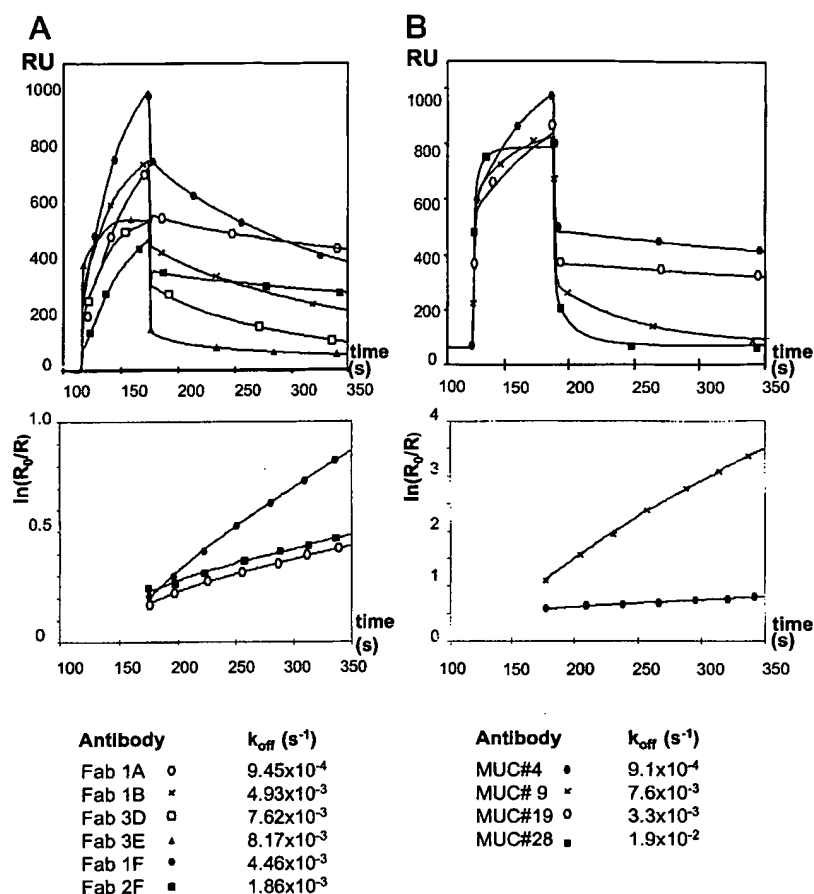 A
RU
1000
800
600
400
200
0
100 150 200 250 300 350
time
(s)
1.0
0.5
0
ln(R0/R)
100 150 200 250 300 350
time
(s)
Antibody koff (s-1)
Fab 1A 9.45x10-4
Fab 1B 4.93x10-3
Fab 3D 7.62x10-3
Fab 3E 8.17x10-3
Fab 1F 4.46x10-3
Fab 2F 1.86x10-3
B
RU
1000
800
600
400
200
0
100 150 200 250 300 350
time
(s)
4
3
2
1
0
ln(R0/R)
100 150 200 250 300 350
time
(s)
Antibody koff (s-1)
MUC#4 9.1x10-4
MUC# 9 7.6x10-3
MUC#19 3.3x10-3
MUC#28 1.9x10-2